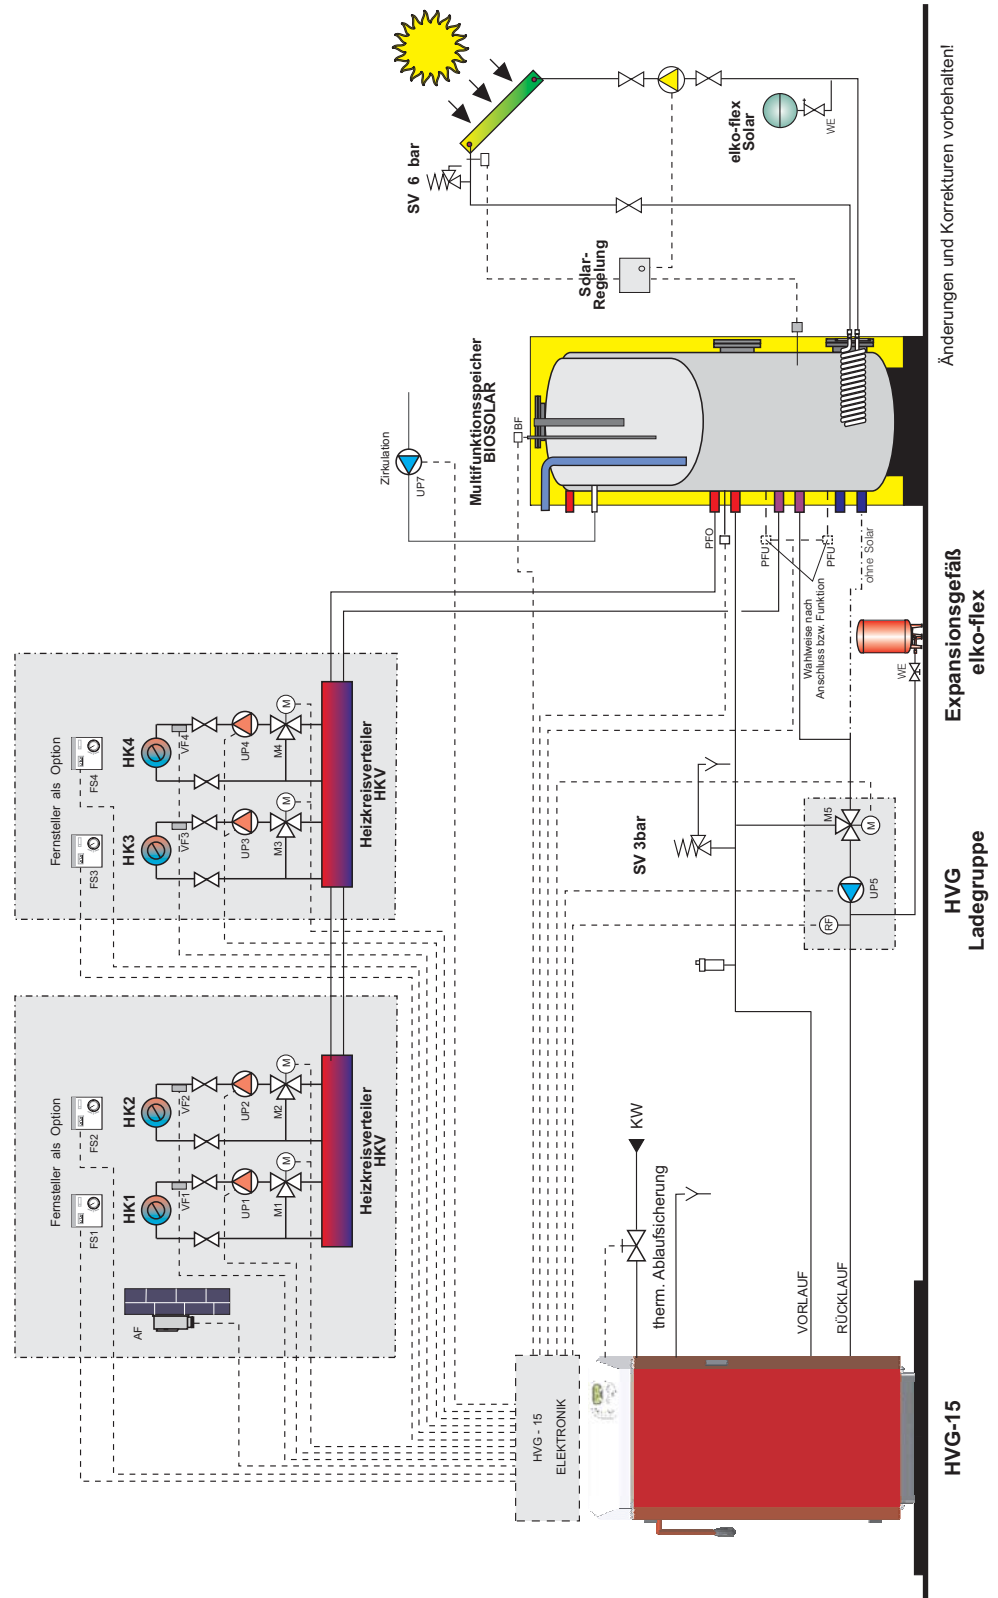 Fernsteller als Option
FS1
FS2
HK1
HK2
VF1
VF2
UP1
UP2
M1
M2
M
M
AF
Heizkreisverteiler
HKV
Fernsteller als Option
FS3
FS4
HK3
HK4
VF3
VF4
UP3
UP4
M3
M4
M
M
Heizkreisverteiler
HKV
Zirkulation
UP7
Multifunktionsspeicher
BIOSOLAR
BF
SV 6 bar
Solar-
Regelung
elko-flex
Solar
WE
HVG - 15
ELEKTRONIK
KW
therm. Ablaufsicherung
VORLAUF
RÜCKLAUF
SV 3bar
RF
UP5
M5
M
PFO
PFU
PFU
Wahlweise nach
Anschluss bzw. Funktion
ohne Solar
WE
HVG-15
HVG
Ladegruppe
Expansionsgefäß
elko-flex
Änderungen und Korrekturen vorbehalten!